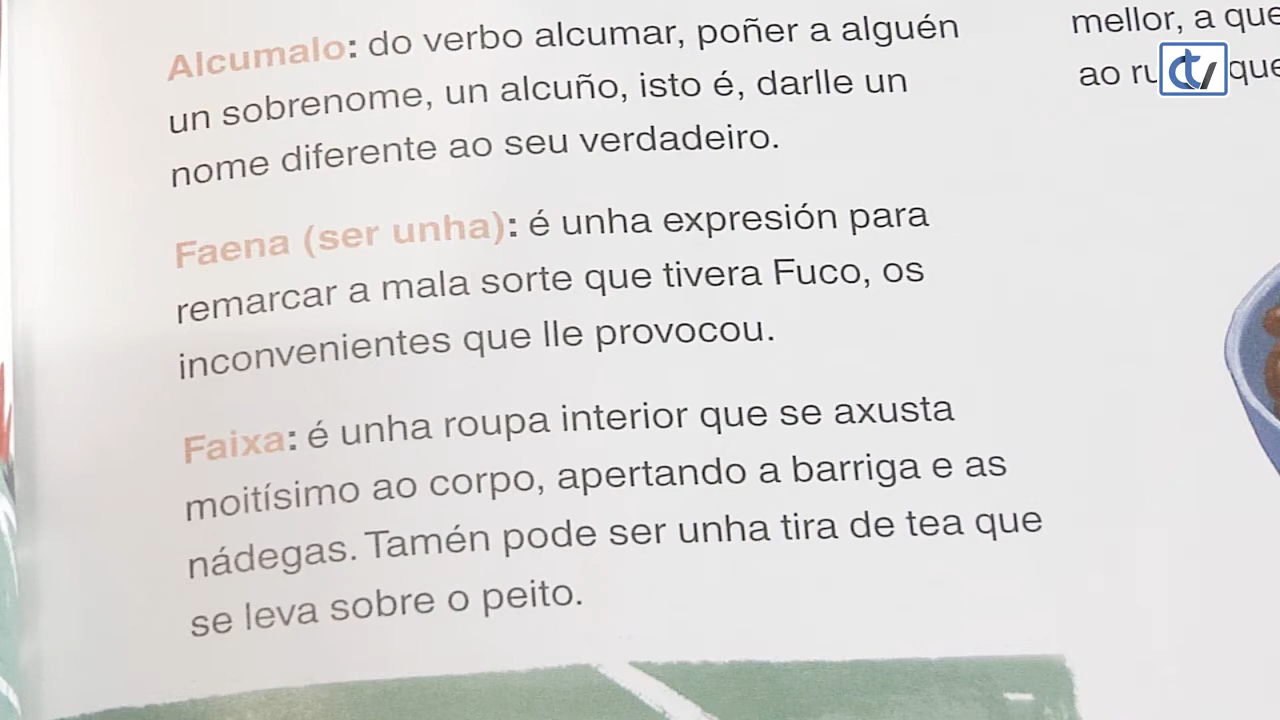 Alcumalo: do verbo alcumar, poñer a alguén
un sobrenome, un alcuño, isto é, darlle un
nome diferente ao seu verdadeiro.
Faena (ser unha): é unha expresión para
remarcar a mala sorte que tivera Fuco, os
inconvenientes que lle provocou.
Faixa: é unha roupa interior que se axusta
moitísimo ao corpo, apertando a barriga e as
nádegas. Tamén pode ser unha tira de tea que
se leva sobre o peito.
mellor, a que
ao que